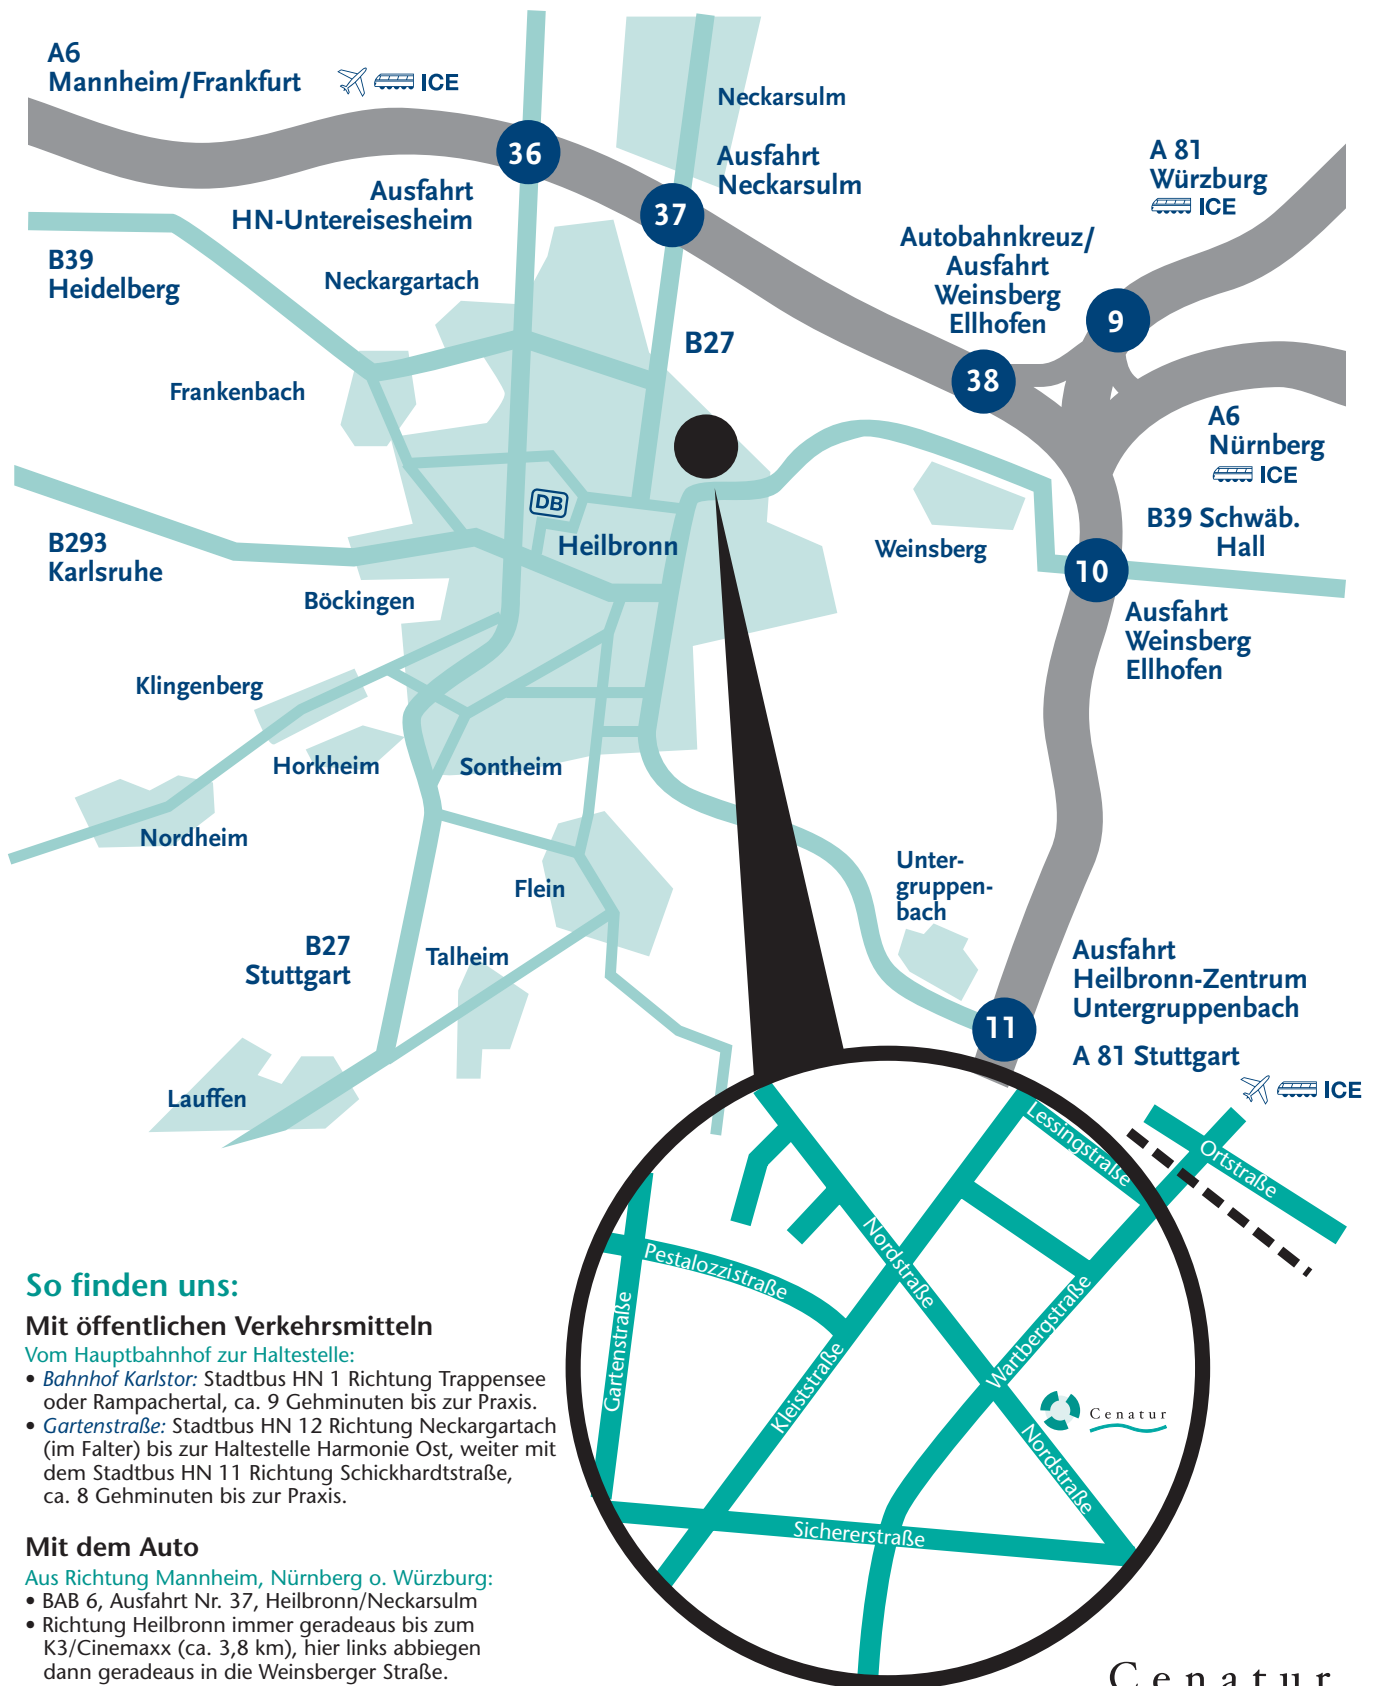 A6
Mannheim/Frankfurt
ICE
Neckarsulm
36
Ausfahrt
Neckarsulm
A 81
Würzburg
ICE
Ausfahrt
HN-Untereisesheim
37
B39
Heidelberg
Neckargartach
Autobahnkreuz/
Ausfahrt
Weinsberg
Ellhofen
9
B27
38
Frankenbach
A6
Nürnberg
ICE
DB
B293
Karlsruhe
Heilbronn
Weinsberg
B39 Schwäb.
Hall
10
Böckingen
Ausfahrt
Weinsberg
Ellhofen
Klingenberg
Horkheim
Sontheim
Nordheim
Flein
Unter-
gruppen-
bach
B27
Stuttgart
Talheim
Ausfahrt
Heilbronn-Zentrum
Untergruppenbach
11
A 81 Stuttgart
ICE
Lauffen
Lessingstraße
Ortstraße
Nordstraße
Pestalozzistraße
Gartenstraße
Kleiststraße
Wartbergstraße
Cenatur
Nordstraße
Sichererstraße
So finden uns:
Mit öffentlichen Verkehrsmitteln
Vom Hauptbahnhof zur Haltestelle:
• Bahnhof Karlstor: Stadtbus HN 1 Richtung Trappensee
oder Rampachertal, ca. 9 Gehminuten bis zur Praxis.
• Gartenstraße: Stadtbus HN 12 Richtung Neckargartach
(im Falter) bis zur Haltestelle Harmonie Ost, weiter mit
dem Stadtbus HN 11 Richtung Schickhardtstraße,
ca. 8 Gehminuten bis zur Praxis.
Mit dem Auto
Aus Richtung Mannheim, Nürnberg o. Würzburg:
• BAB 6, Ausfahrt Nr. 37, Heilbronn/Neckarsulm
• Richtung Heilbronn immer geradeaus bis zum
K3/Cinemaxx (ca. 3,8 km), hier links abbiegen
dann geradeaus in die Weinsberger Straße.
Cenatur